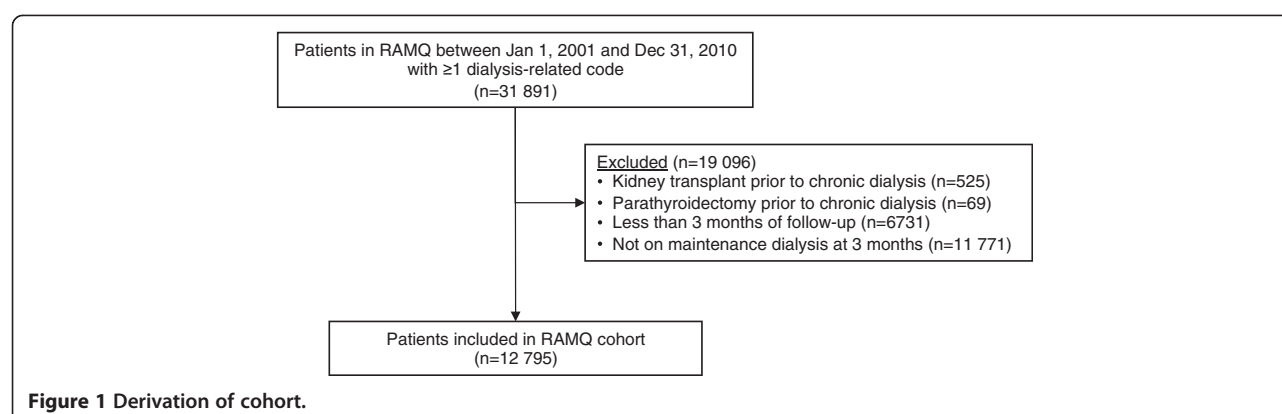 Patients in RAMQ between Jan 1, 2001 and Dec 31, 2010
with ≥1 dialysis-related code
(n=31 891)
Excluded (n=19 096)
• Kidney transplant prior to chronic dialysis (n=525)
• Parathyroidectomy prior to chronic dialysis (n=69)
• Less than 3 months of follow-up (n=6731)
• Not on maintenance dialysis at 3 months (n=11 771)
Patients included in RAMQ cohort
(n=12 795)
Figure 1 Derivation of cohort.